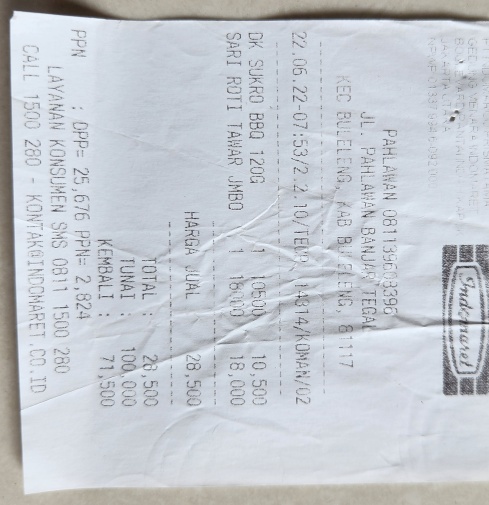 PT INDOMARCO PRISMATAMA
GEDUNG MENARA INDOMARET
JAKARTA UTARA
NPWP
Indomaret
PAHLAWAN 081139608396
JL. PAHLAWAN BANJAR TEGAL
KEC BULELENG, KAB BULELENG, 81117
22.06.22-07:53/2.2.10/ 14314/KOMAN/02
DK SUKRO BBQ 120G 1 10500 10,500
SARI ROTI TAWAR JMBO 1 18000 18,000
HARGA JUAL : 28,500
TOTAL : 28,500
TUNAI : 100,000
KEMBALI : 71,500
PPN : DPP= 25,676 PPN= 2,824
LAYANAN KONSUMEN SMS 0811 1500 280
CALL 1500 280 - KONTAK@INDOMARET.CO.ID